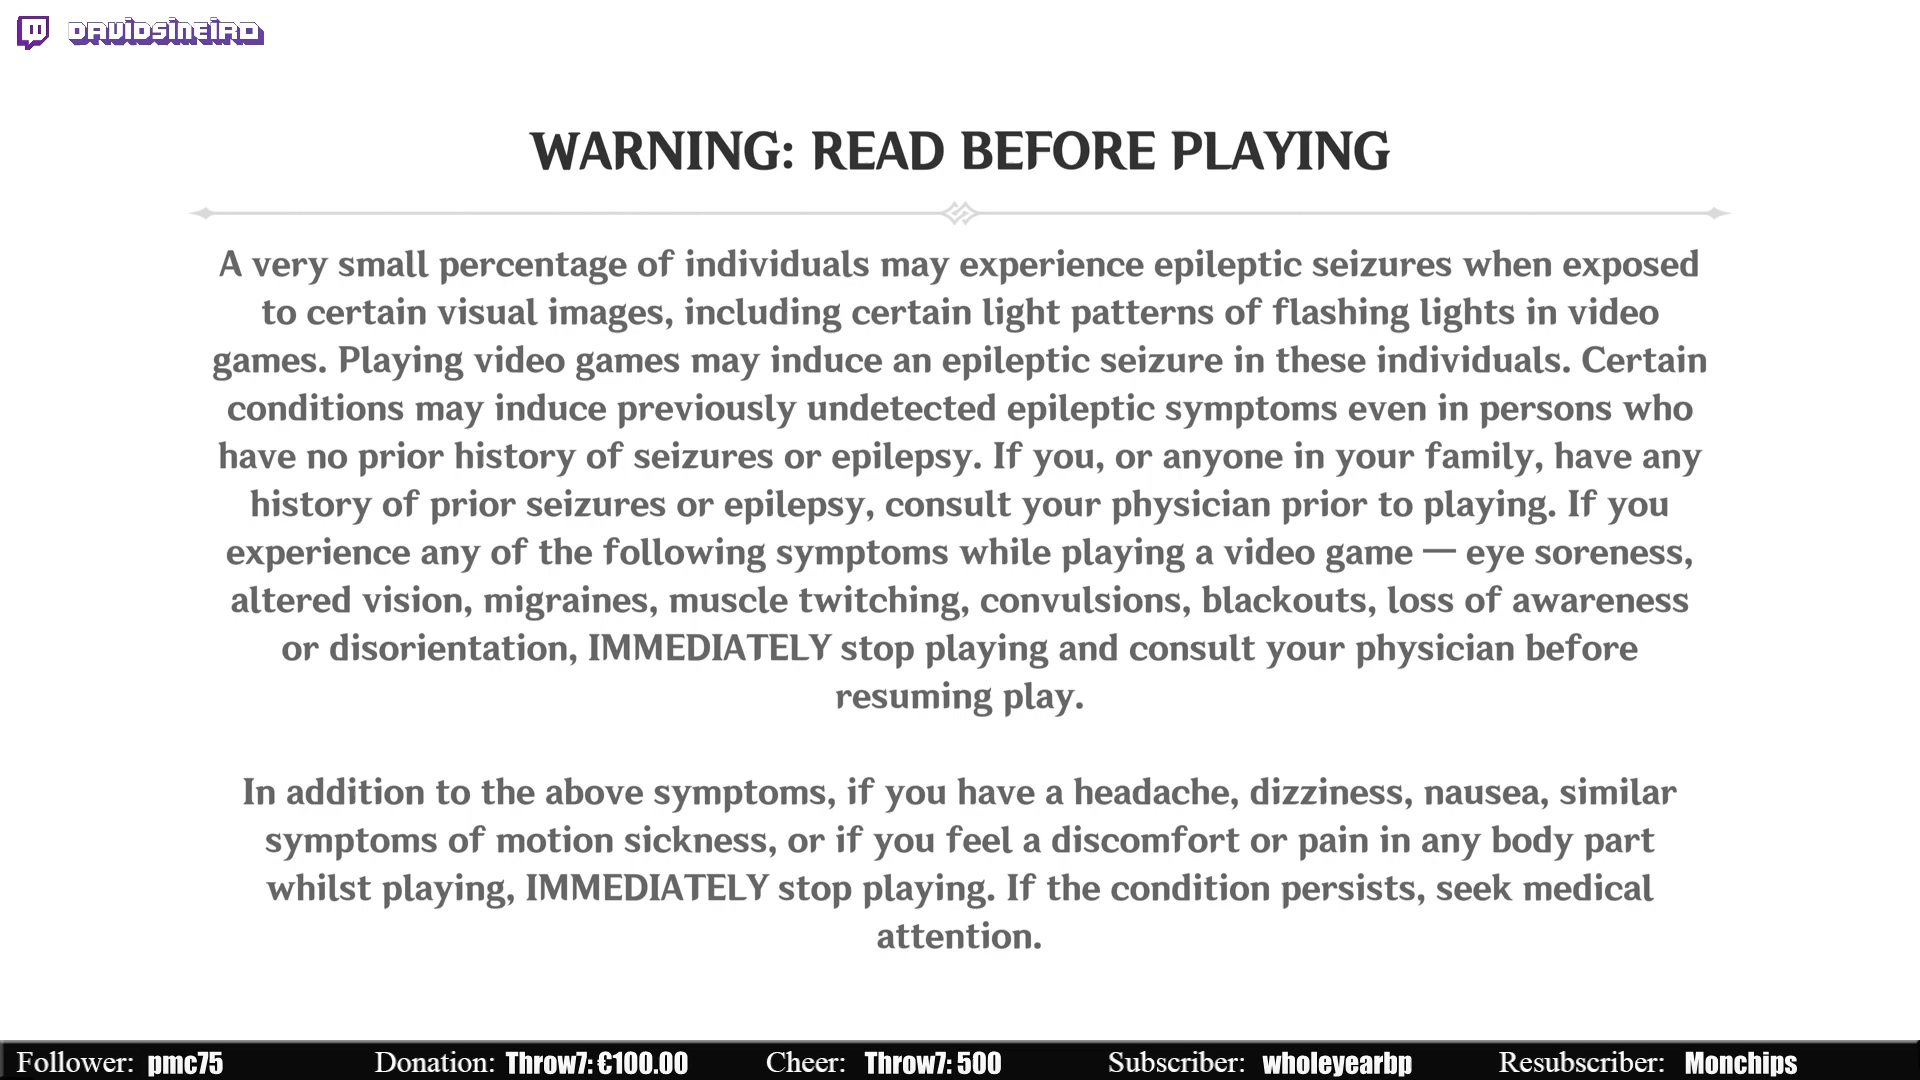 DAVIDSINEIRO
WARNING: READ BEFORE PLAYING
A very small percentage of individuals may experience epileptic seizures when exposed
to certain visual images, including certain light patterns of flashing lights in video
games. Playing video games may induce an epileptic seizure in these individuals. Certain
conditions may induce previously undetected epileptic symptoms even in persons who
have no prior history of seizures or epilepsy. If you, or anyone in your family, have any
history of prior seizures or epilepsy, consult your physician prior to playing. If you
experience any of the following symptoms while playing a video game — eye soreness,
altered vision, migraines, muscle twitching, convulsions, blackouts, loss of awareness
or disorientation, IMMEDIATELY stop playing and consult your physician before
resuming play.
In addition to the above symptoms, if you have a headache, dizziness, nausea, similar
symptoms of motion sickness, or if you feel a discomfort or pain in any body part
whilst playing, IMMEDIATELY stop playing. If the condition persists, seek medical
attention.
Follower: pmc75 Donation: Throw7: €100.00 Cheer: Throw7: 500 Subscriber: wholeyearbp Resubscriber: Monchips